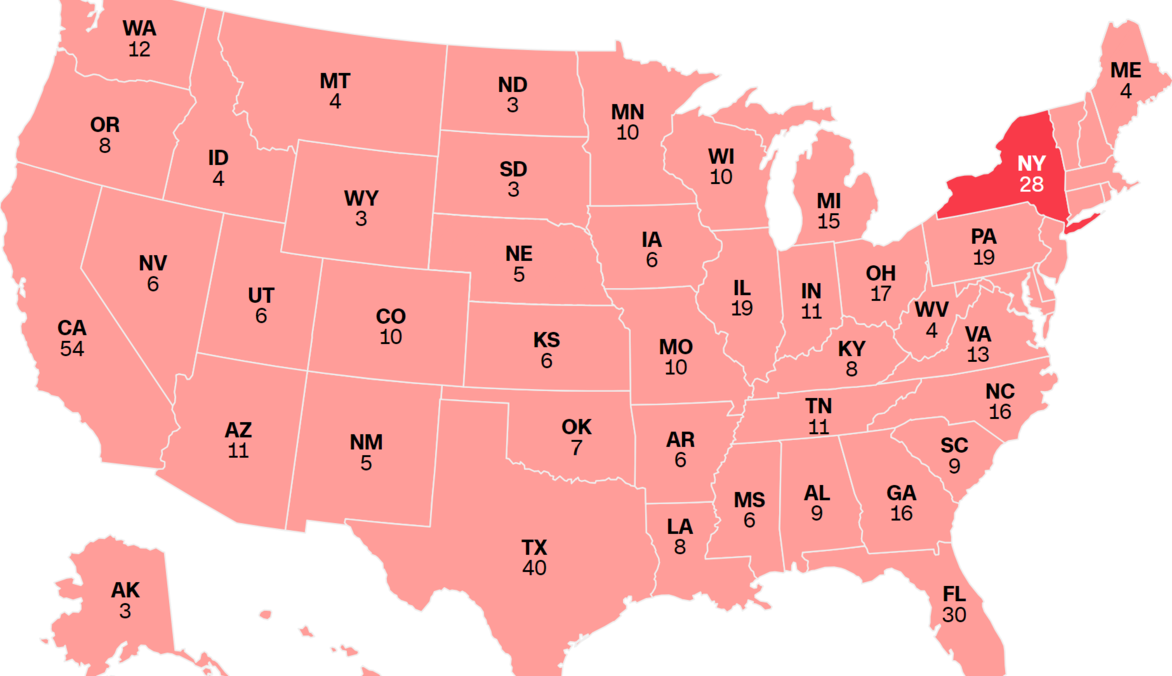 WA
12
MT
4
ND
3
MN
10
ME
4
OR
8
ID
4
WY
3
SD
3
WI
10
MI
15
NY
28
NV
6
UT
6
CO
10
NE
5
IA
6
IL
19
IN
11
OH
17
PA
19
WV
4
VA
13
CA
54
KS
6
MO
10
KY
8
NC
16
AZ
11
NM
5
OK
7
AR
6
TN
11
SC
9
MS
6
AL
9
GA
16
TX
40
LA
8
AK
3
FL
30